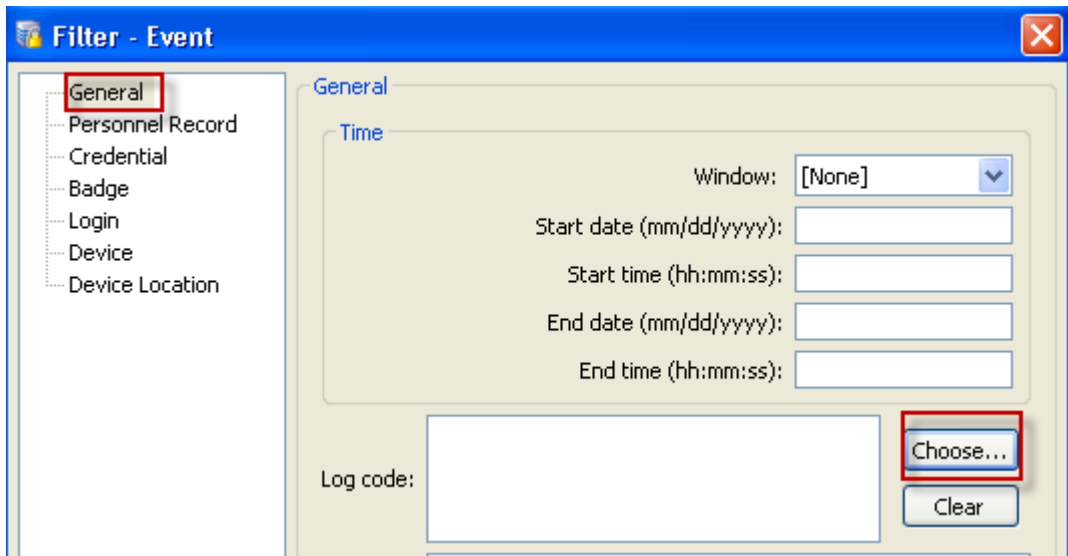 Filter - Event
General
Personnel Record
Credential
Badge
Login
Device
Device Location
General
Time
Window: [None]
Start date (mm/dd/yyyy):
Start time (hh:mm:ss):
End date (mm/dd/yyyy):
End time (hh:mm:ss):
Log code:
Choose...
Clear